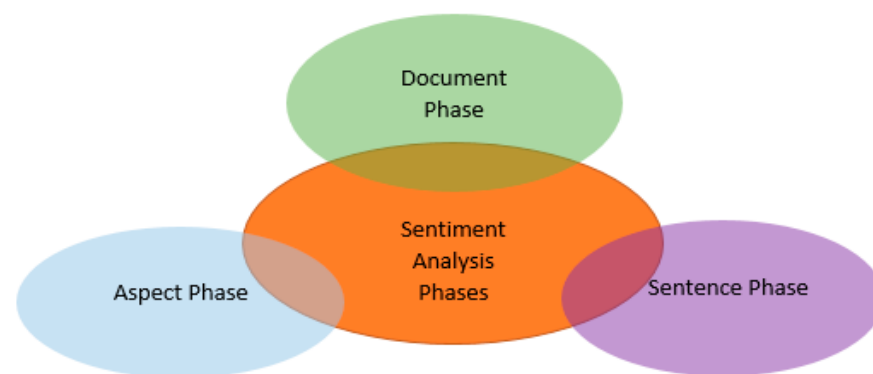 Document
Phase
Sentiment
Analysis
Phases
Aspect Phase
Sentence Phase